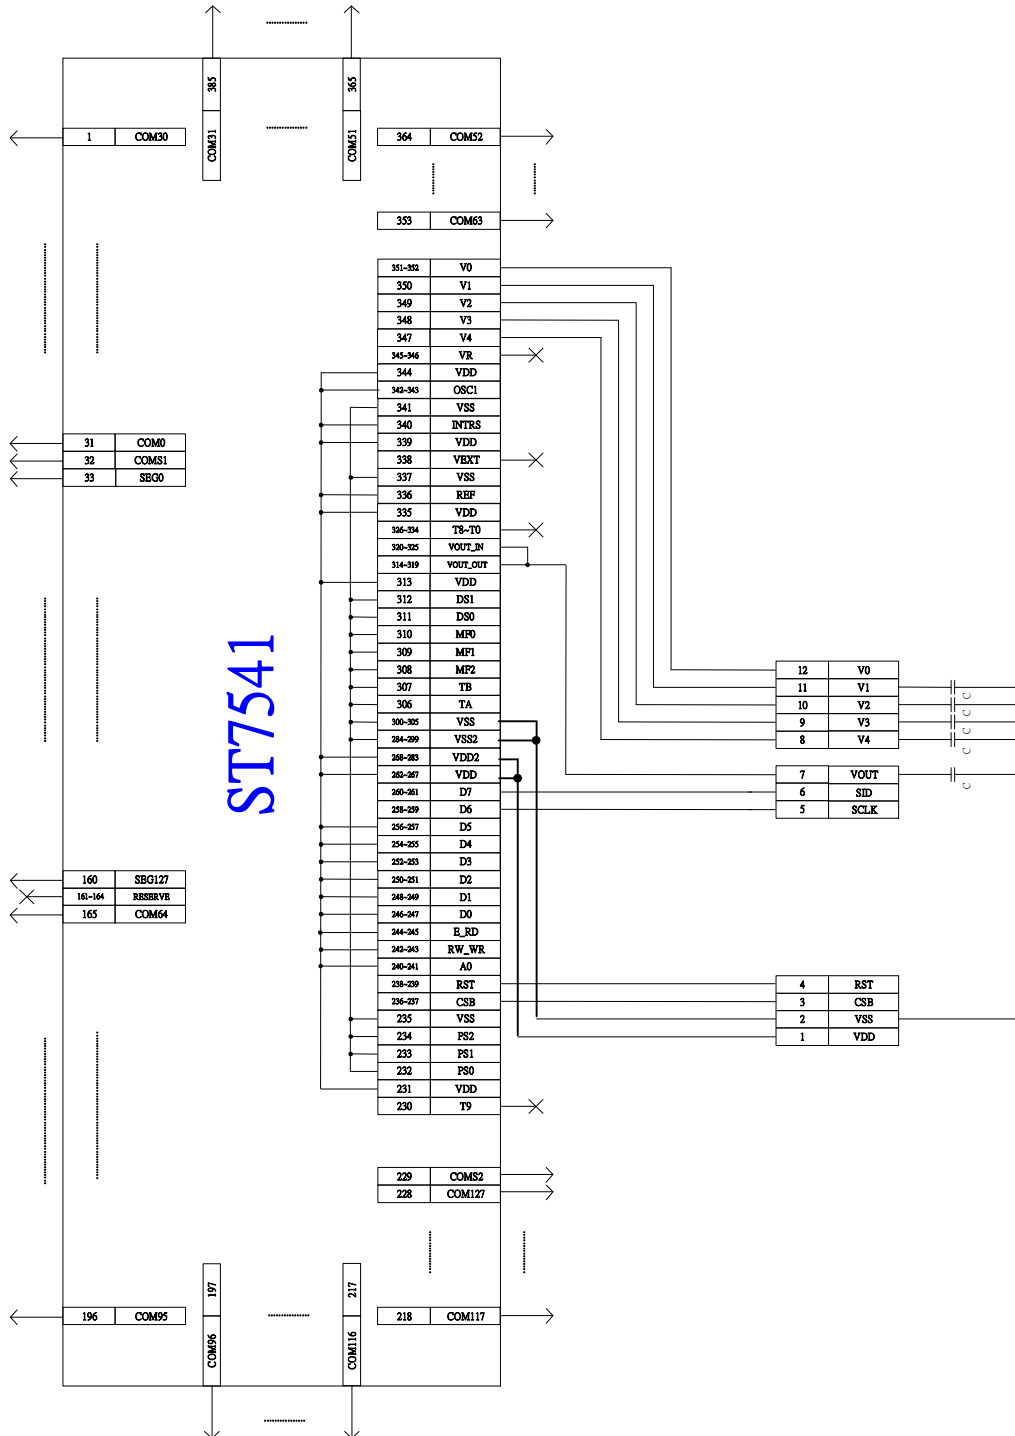 385
COM31
365
COM51
1 COM30
364 COM52
353 COM63
351~352 V0
350 V1
349 V2
348 V3
347 V4
345~346 VR
344 VDD
342~343 OSC1
341 VSS
340 INTRS
339 VDD
338 VEXT
337 VSS
336 REF
335 VDD
326~334 T8~T0
320~325 VOUT_IN
314~319 VOUT_OUT
313 VDD
312 DS1
311 DS0
310 MF0
309 MF1
308 MF2
307 TB
306 TA
300~305 VSS
284~299 VSS2
268~283 VDD2
262~267 VDD
260~261 D7
258~259 D6
256~257 D5
254~255 D4
252~253 D3
250~251 D2
248~249 D1
246~247 D0
244~245 E_RD
242~243 RW_WR
240~241 A0
238~239 RST
236~237 CSB
235 VSS
234 PS2
233 PS1
232 PS0
231 VDD
230 T9
229 COMS2
228 COM127
218 COM117
31 COM0
32 COMS1
33 SEG0
ST7541
160 SEG127
161~164 RESERVE
165 COM64
196 COM95
197
COM96
217
COM116
12 V0
11 V1
C
10 V2
C
9 V3
C
8 V4
C
7 VOUT
C
6 SID
5 SCLK
4 RST
3 CSB
2 VSS
1 VDD